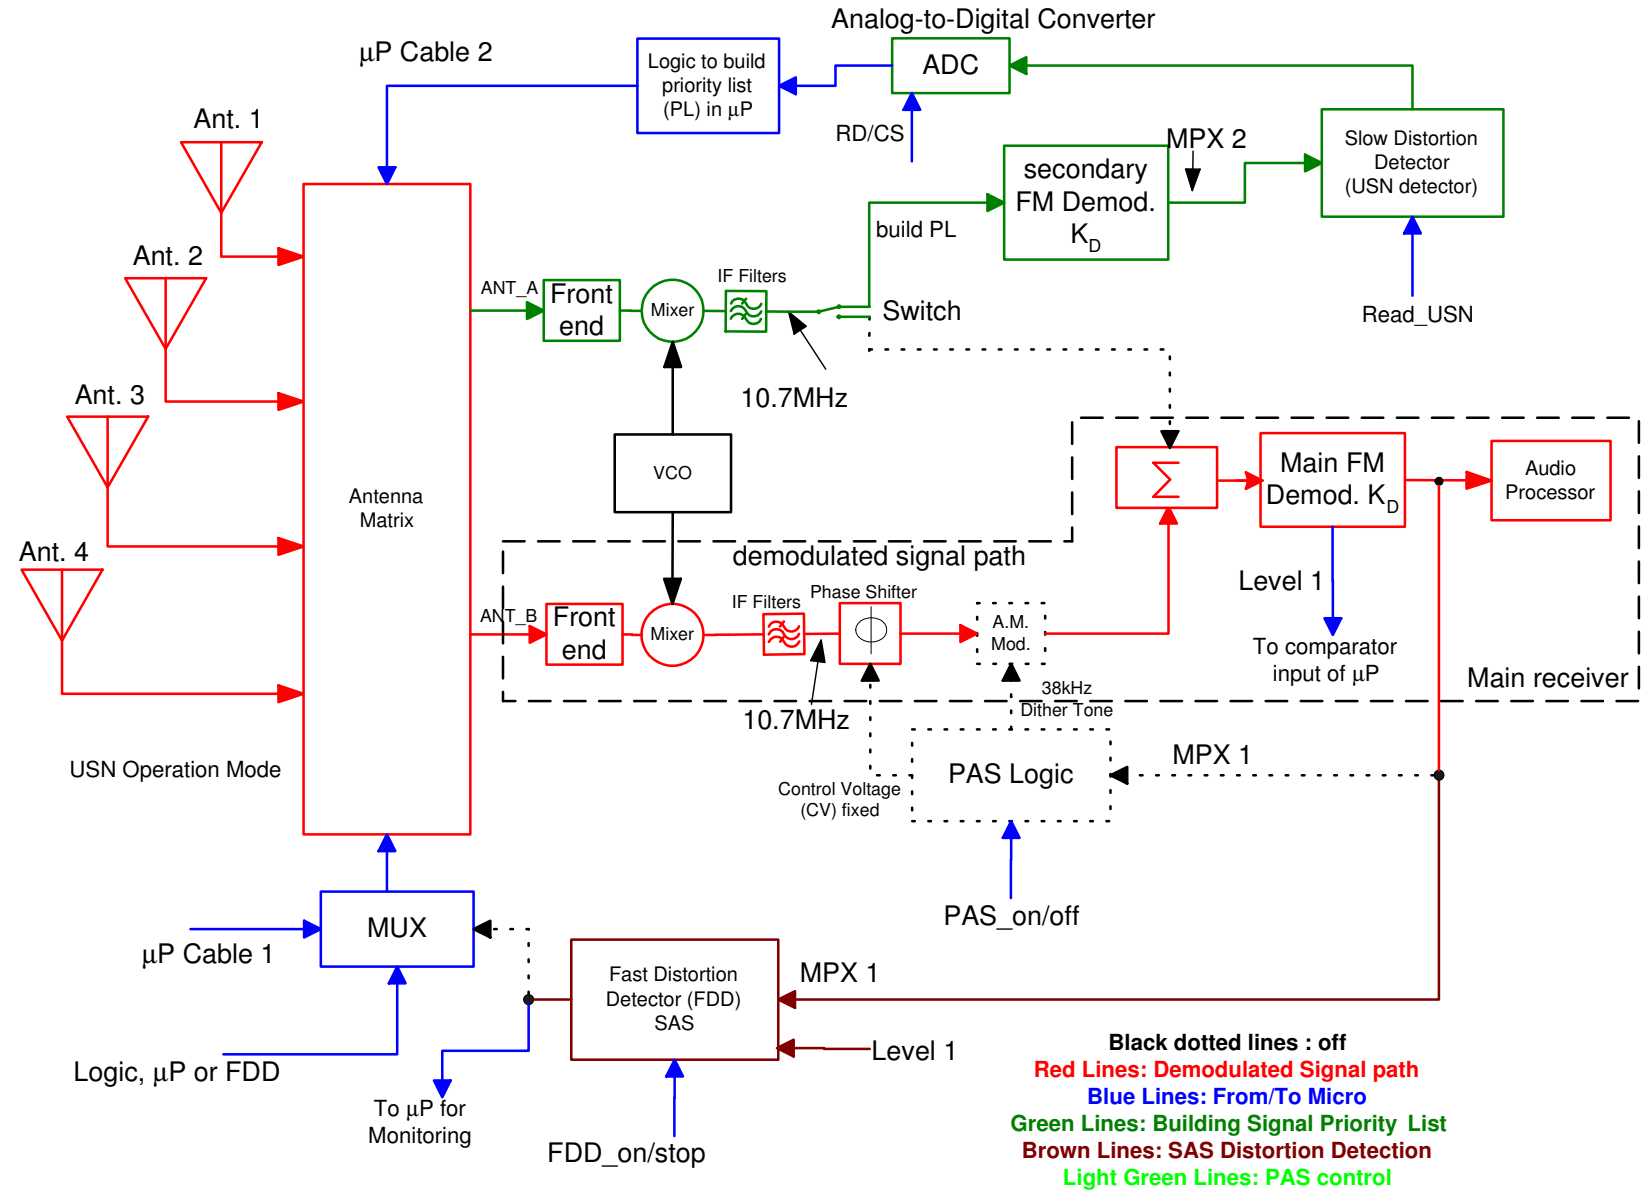 Analog-to-Digital Converter
μP Cable 2
Logic to build
priority list
(PL) in μP
ADC
RD/CS
Ant. 1
Ant. 2
Ant. 3
Ant. 4
MPX 2
secondary
FM Demod.
KD
Slow Distortion
Detector
(USN detector)
Read_USN
build PL
Switch
ANT_A
Front
end
Mixer
IF Filters
10.7MHz
VCO
Antenna
Matrix
demodulated signal path
ANT_B
Front
end
Mixer
IF Filters
Phase Shifter
Φ
A.M.
Mod.
10.7MHz
Σ
Main FM
Demod. KD
Audio
Processor
Level 1
To comparator
input of μP
Main receiver
38kHz
Dither Tone
Control Voltage
(CV) fixed
PAS Logic
MPX 1
PAS_on/off
USN Operation Mode
MUX
μP Cable 1
Logic, μP or FDD
To μP for
Monitoring
Fast Distortion
Detector (FDD)
SAS
MPX 1
Level 1
FDD_on/stop
Black dotted lines : off
Red Lines: Demodulated Signal path
Blue Lines: From/To Micro
Green Lines: Building Signal Priority List
Brown Lines: SAS Distortion Detection
Light Green Lines: PAS control